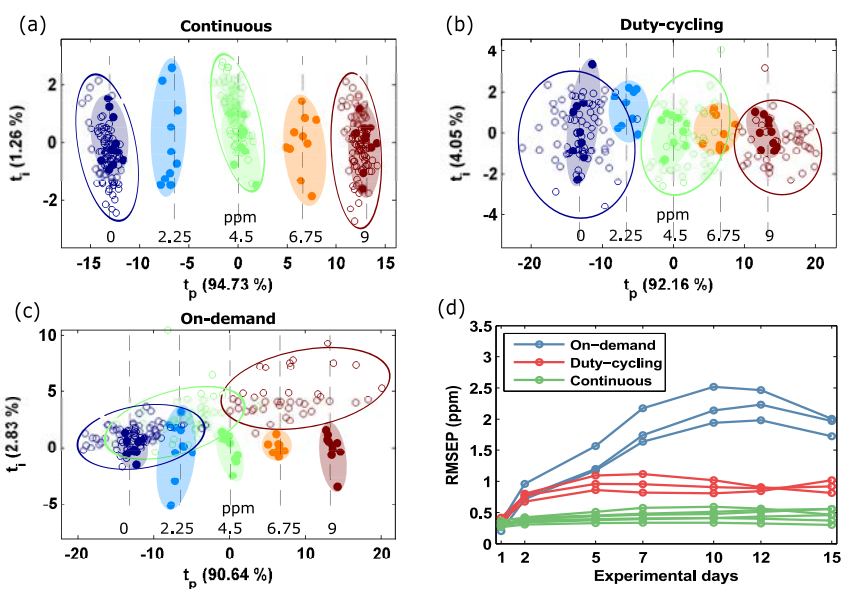 (a)
Continuous
2
0
-2
t_i (1.26 %)
ppm
0 2.25 4.5 6.75 9
-15 -10 -5 0 5 10
t_p (94.73 %)
(b)
Duty-cycling
4
2
0
-2
-4
t_i (4.05 %)
ppm
0 2.25 4.5 6.75 9
-20 -10 0 10 20
t_p (92.16 %)
(c)
On-demand
10
5
0
-5
t_i (2.83 %)
ppm
0 2.25 4.5 6.75 9
-20 -10 0 10 20
t_p (90.64 %)
(d)
3.5
3
2.5
2
1.5
1
0.5
0
RMSEP (ppm)
On-demand
Duty-cycling
Continuous
1 2 5 7 10 12 15
Experimental days